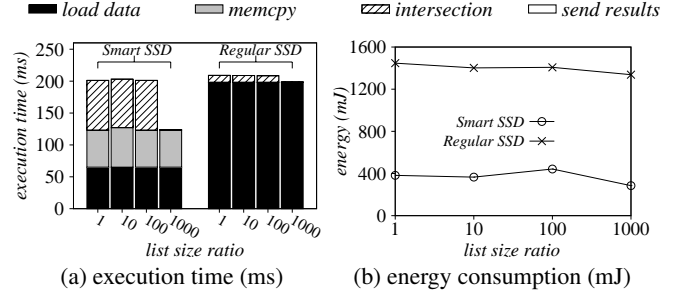 load data memcpy intersection send results
execution time (ms)
250
200
150
100
50
0
Smart SSD Regular SSD
1 10 100 1000 1 10 100 1000
list size ratio
(a) execution time (ms)
energy (mJ)
1600
1200
800
400
0
Smart SSD
Regular SSD
1 10 100 1000
list size ratio
(b) energy consumption (mJ)